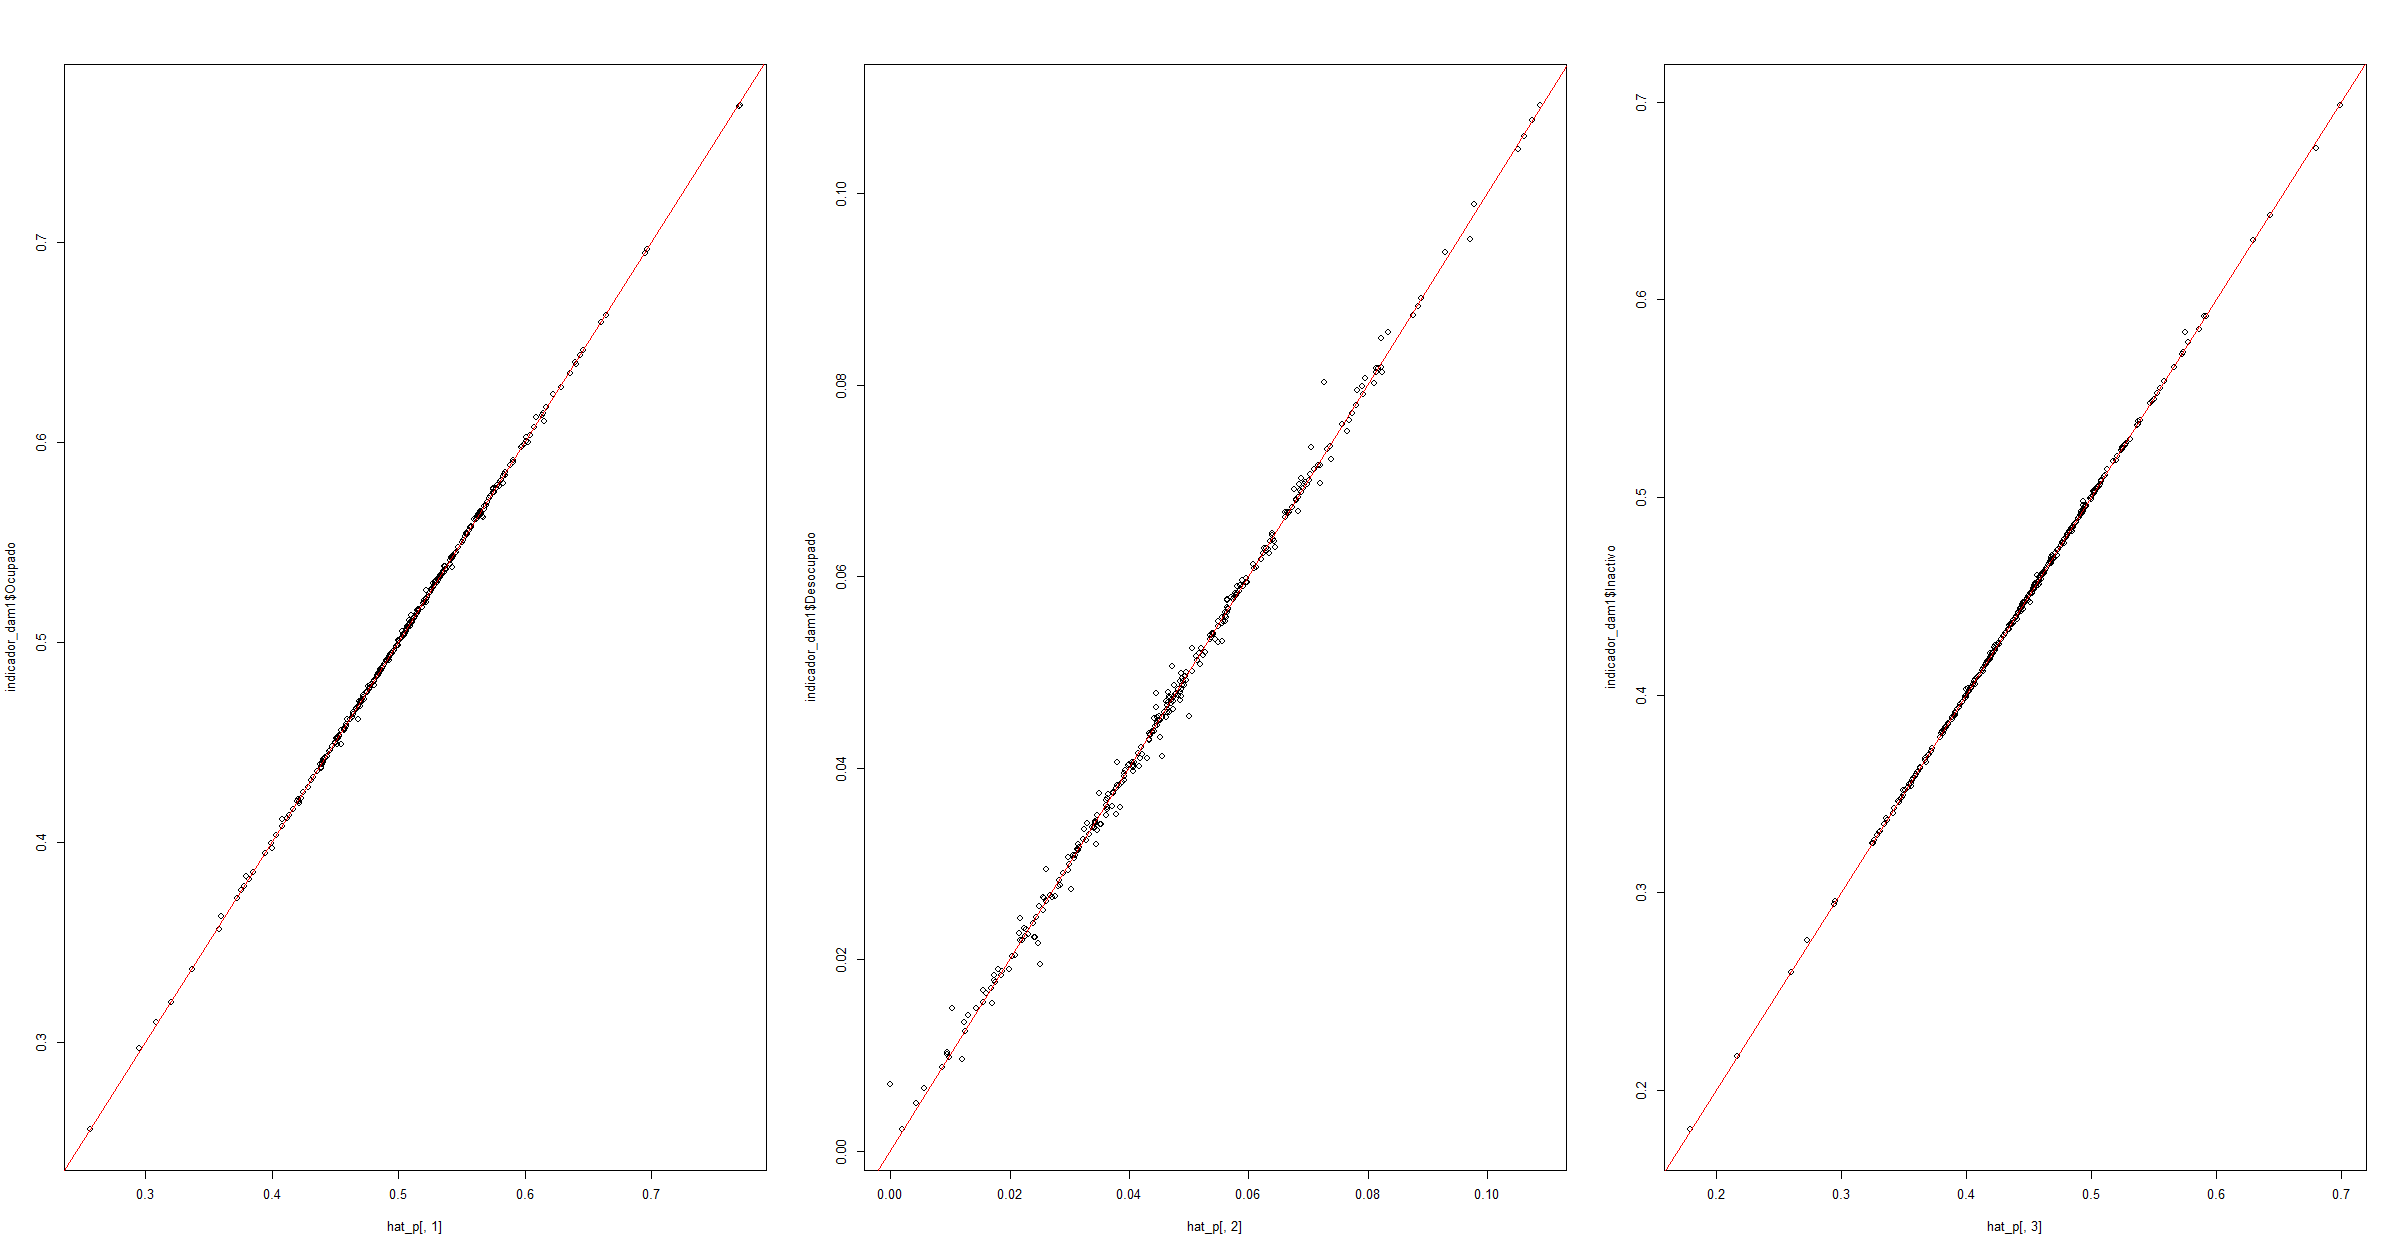 indicador_dam1$Ocupado
0.7
0.6
0.5
0.4
0.3
0.3 0.4 0.5 0.6 0.7
hat_p[, 1]
indicador_dam1$Desocupado
0.10
0.08
0.06
0.04
0.02
0.00
0.00 0.02 0.04 0.06 0.08 0.10
hat_p[, 2]
indicador_dam1$Inactivo
0.7
0.6
0.5
0.4
0.3
0.2
0.2 0.3 0.4 0.5 0.6 0.7
hat_p[, 3]